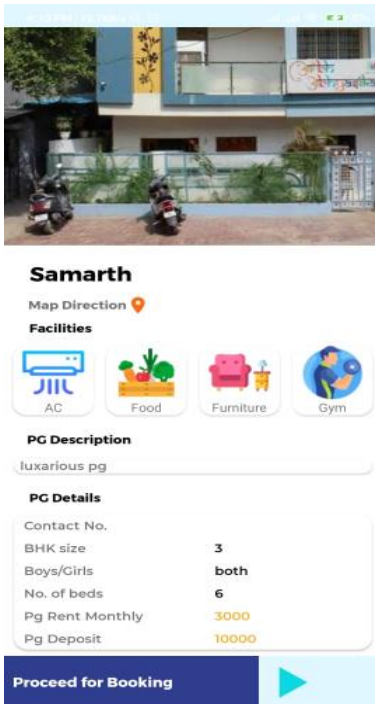 Samarth
Map Direction
Facilities
AC Food Furniture Gym
PG Description
luxarious pg
PG Details
Contact No.
BHK size 3
Boys/Girls both
No. of beds 6
Pg Rent Monthly 3000
Pg Deposit 10000
Proceed for Booking